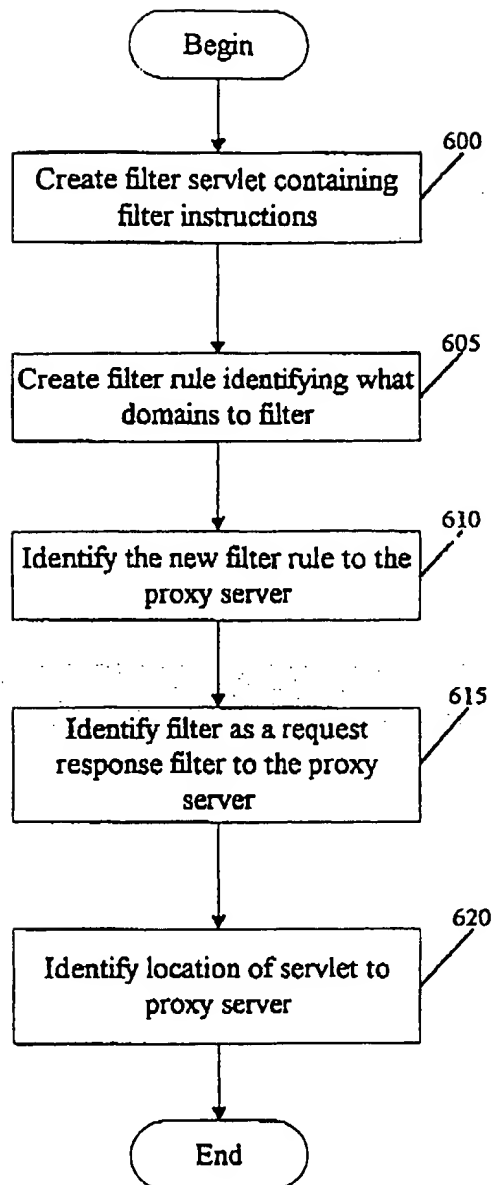 Begin
600
Create filter servlet containing
filter instructions
605
Create filter rule identifying what
domains to filter
610
Identify the new filter rule to the
proxy server
615
Identify filter as a request
response filter to the proxy
server
620
Identify location of servlet to
proxy server
End